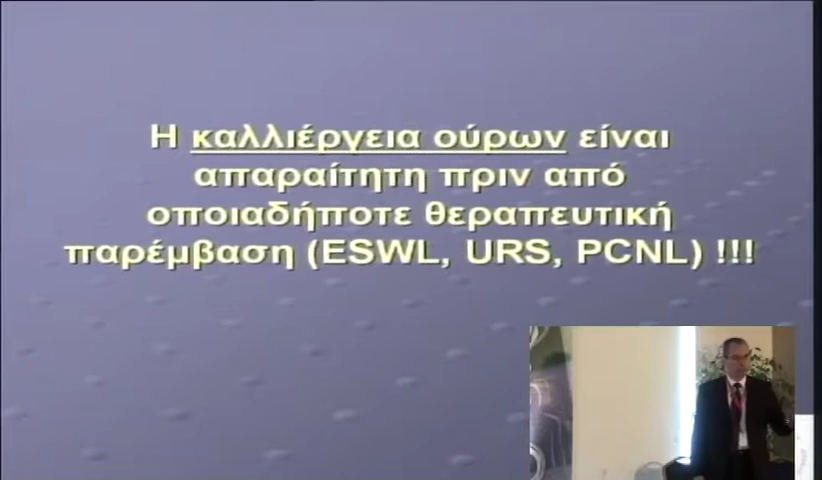 Η καλλιέργεια ούρων είναι
απαραίτητη πριν από
οποιαδήποτε θεραπευτική
παρέμβαση (ESWL, URS, PCNL) !!!